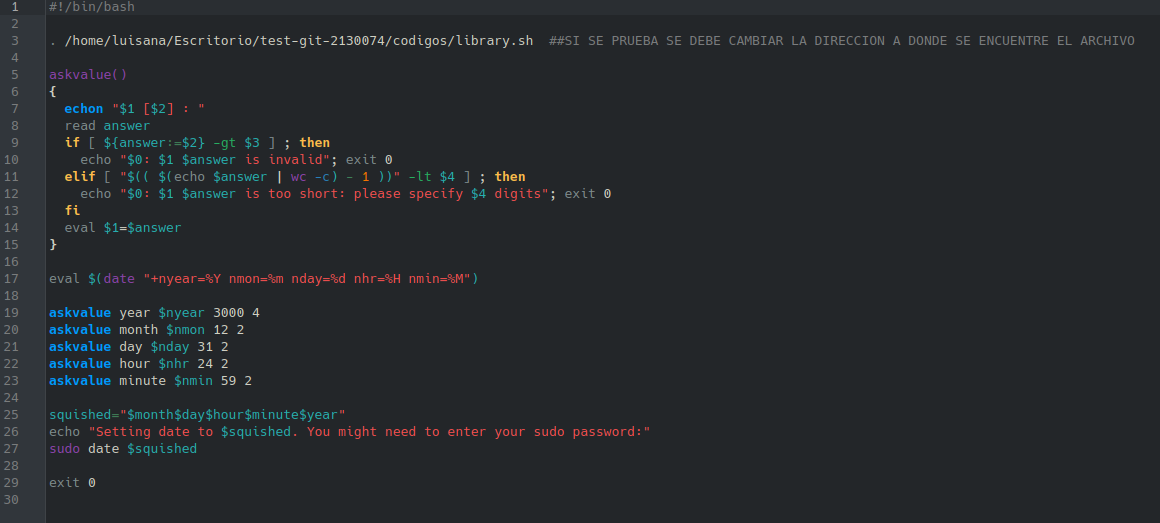 1 #!/bin/bash
2
3 . /home/luisana/Escritorio/test-git-2130074/codigos/library.sh  ##SI SE PRUEBA SE DEBE CAMBIAR LA DIRECCION A DONDE SE ENCUENTRE EL ARCHIVO
4
5 askvalue()
6 {
7   echon "$1 [$2] : "
8   read answer
9   if [ ${answer:=$2} -gt $3 ] ; then
10     echo "$0: $1 $answer is invalid"; exit 0
11   elif [ "$(( $(echo $answer | wc -c) - 1 ))" -lt $4 ] ; then
12     echo "$0: $1 $answer is too short: please specify $4 digits"; exit 0
13   fi
14   eval $1=$answer
15 }
16
17 eval $(date "+nyear=%Y nmon=%m nday=%d nhr=%H nmin=%M")
18
19 askvalue year $nyear 3000 4
20 askvalue month $nmon 12 2
21 askvalue day $nday 31 2
22 askvalue hour $nhr 24 2
23 askvalue minute $nmin 59 2
24
25 squished="$month$day$hour$minute$year"
26 echo "Setting date to $squished. You might need to enter your sudo password:"
27 sudo date $squished
28
29 exit 0
30